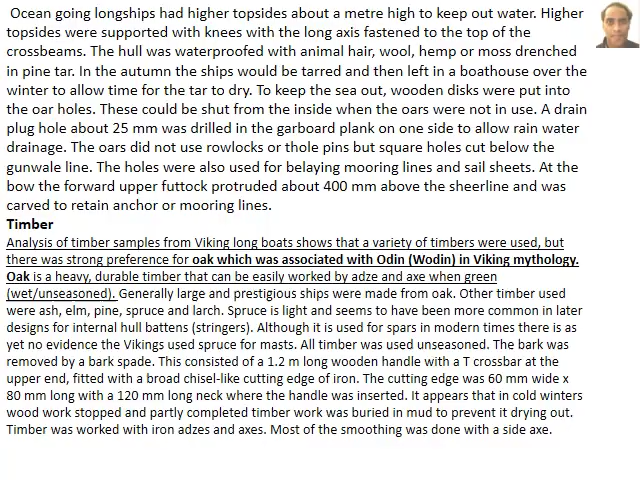 Ocean going longships had higher topsides about a metre high to keep out water. Higher
topsides were supported with knees with the long axis fastened to the top of the
crossbeams. The hull was waterproofed with animal hair, wool, hemp or moss drenched
in pine tar. In the autumn the ships would be tarred and then left in a boathouse over the
winter to allow time for the tar to dry. To keep the sea out, wooden disks were put into
the oar holes. These could be shut from the inside when the oars were not in use. A drain
plug hole about 25 mm was drilled in the garboard plank on one side to allow rain water
drainage. The oars did not use rowlocks or thole pins but square holes cut below the
gunwale line. The holes were also used for belaying mooring lines and sail sheets. At the
bow the forward upper futtock protruded about 400 mm above the sheerline and was
carved to retain anchor or mooring lines.
Timber
Analysis of timber samples from Viking long boats shows that a variety of timbers were used, but
there was strong preference for oak which was associated with Odin (Wodin) in Viking mythology.
Oak is a heavy, durable timber that can be easily worked by adze and axe when green
(wet/unseasoned). Generally large and prestigious ships were made from oak. Other timber used
were ash, elm, pine, spruce and larch. Spruce is light and seems to have been more common in later
designs for internal hull battens (stringers). Although it is used for spars in modern times there is as
yet no evidence the Vikings used spruce for masts. All timber was used unseasoned. The bark was
removed by a bark spade. This consisted of a 1.2 m long wooden handle with a T crossbar at the
upper end, fitted with a broad chisel-like cutting edge of iron. The cutting edge was 60 mm wide x
80 mm long with a 120 mm long neck where the handle was inserted. It appears that in cold winters
wood work stopped and partly completed timber work was buried in mud to prevent it drying out.
Timber was worked with iron adzes and axes. Most of the smoothing was done with a side axe.